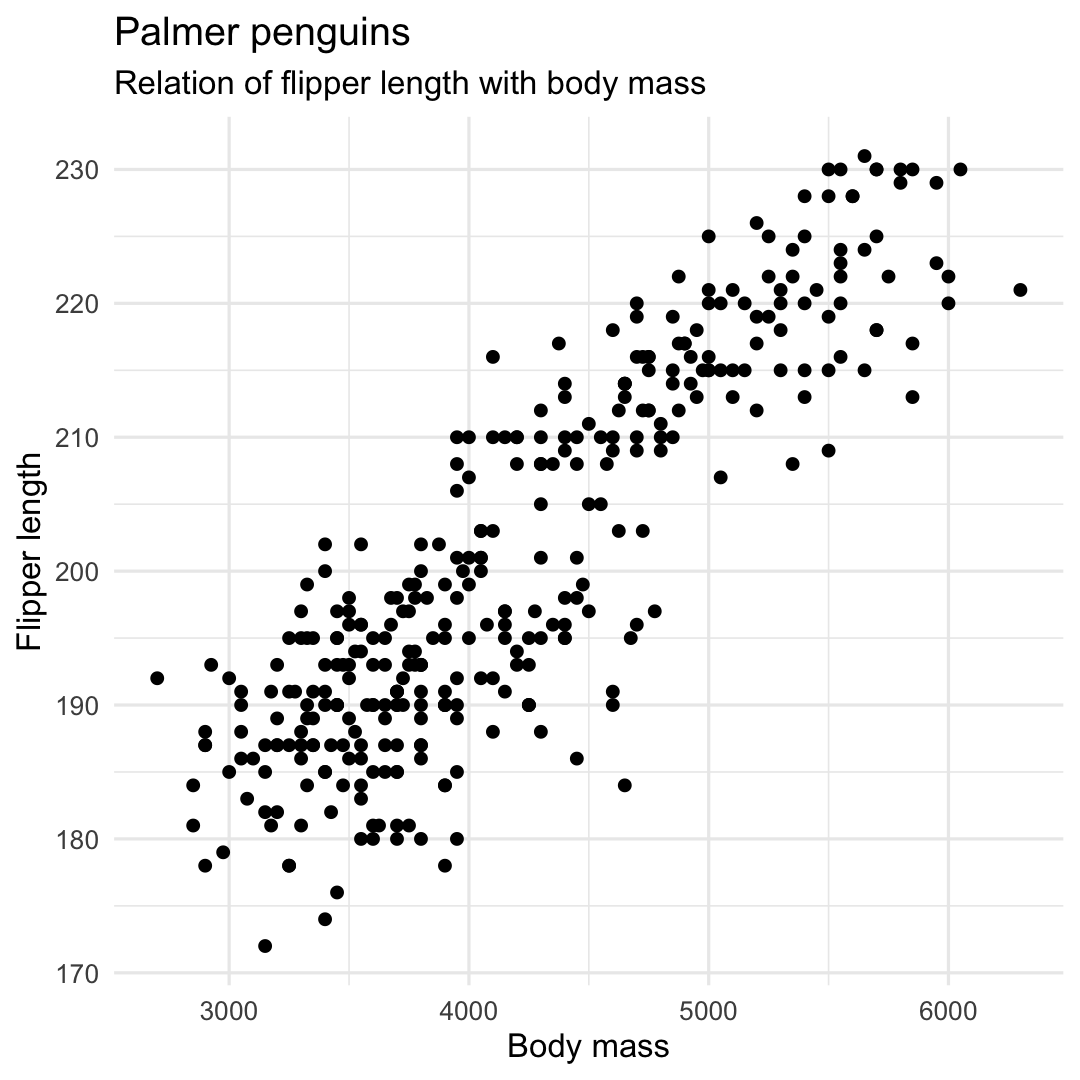 Palmer penguins
Relation of flipper length with body mass
Flipper length
230
220
210
200
190
180
170
3000 4000 5000 6000
Body mass